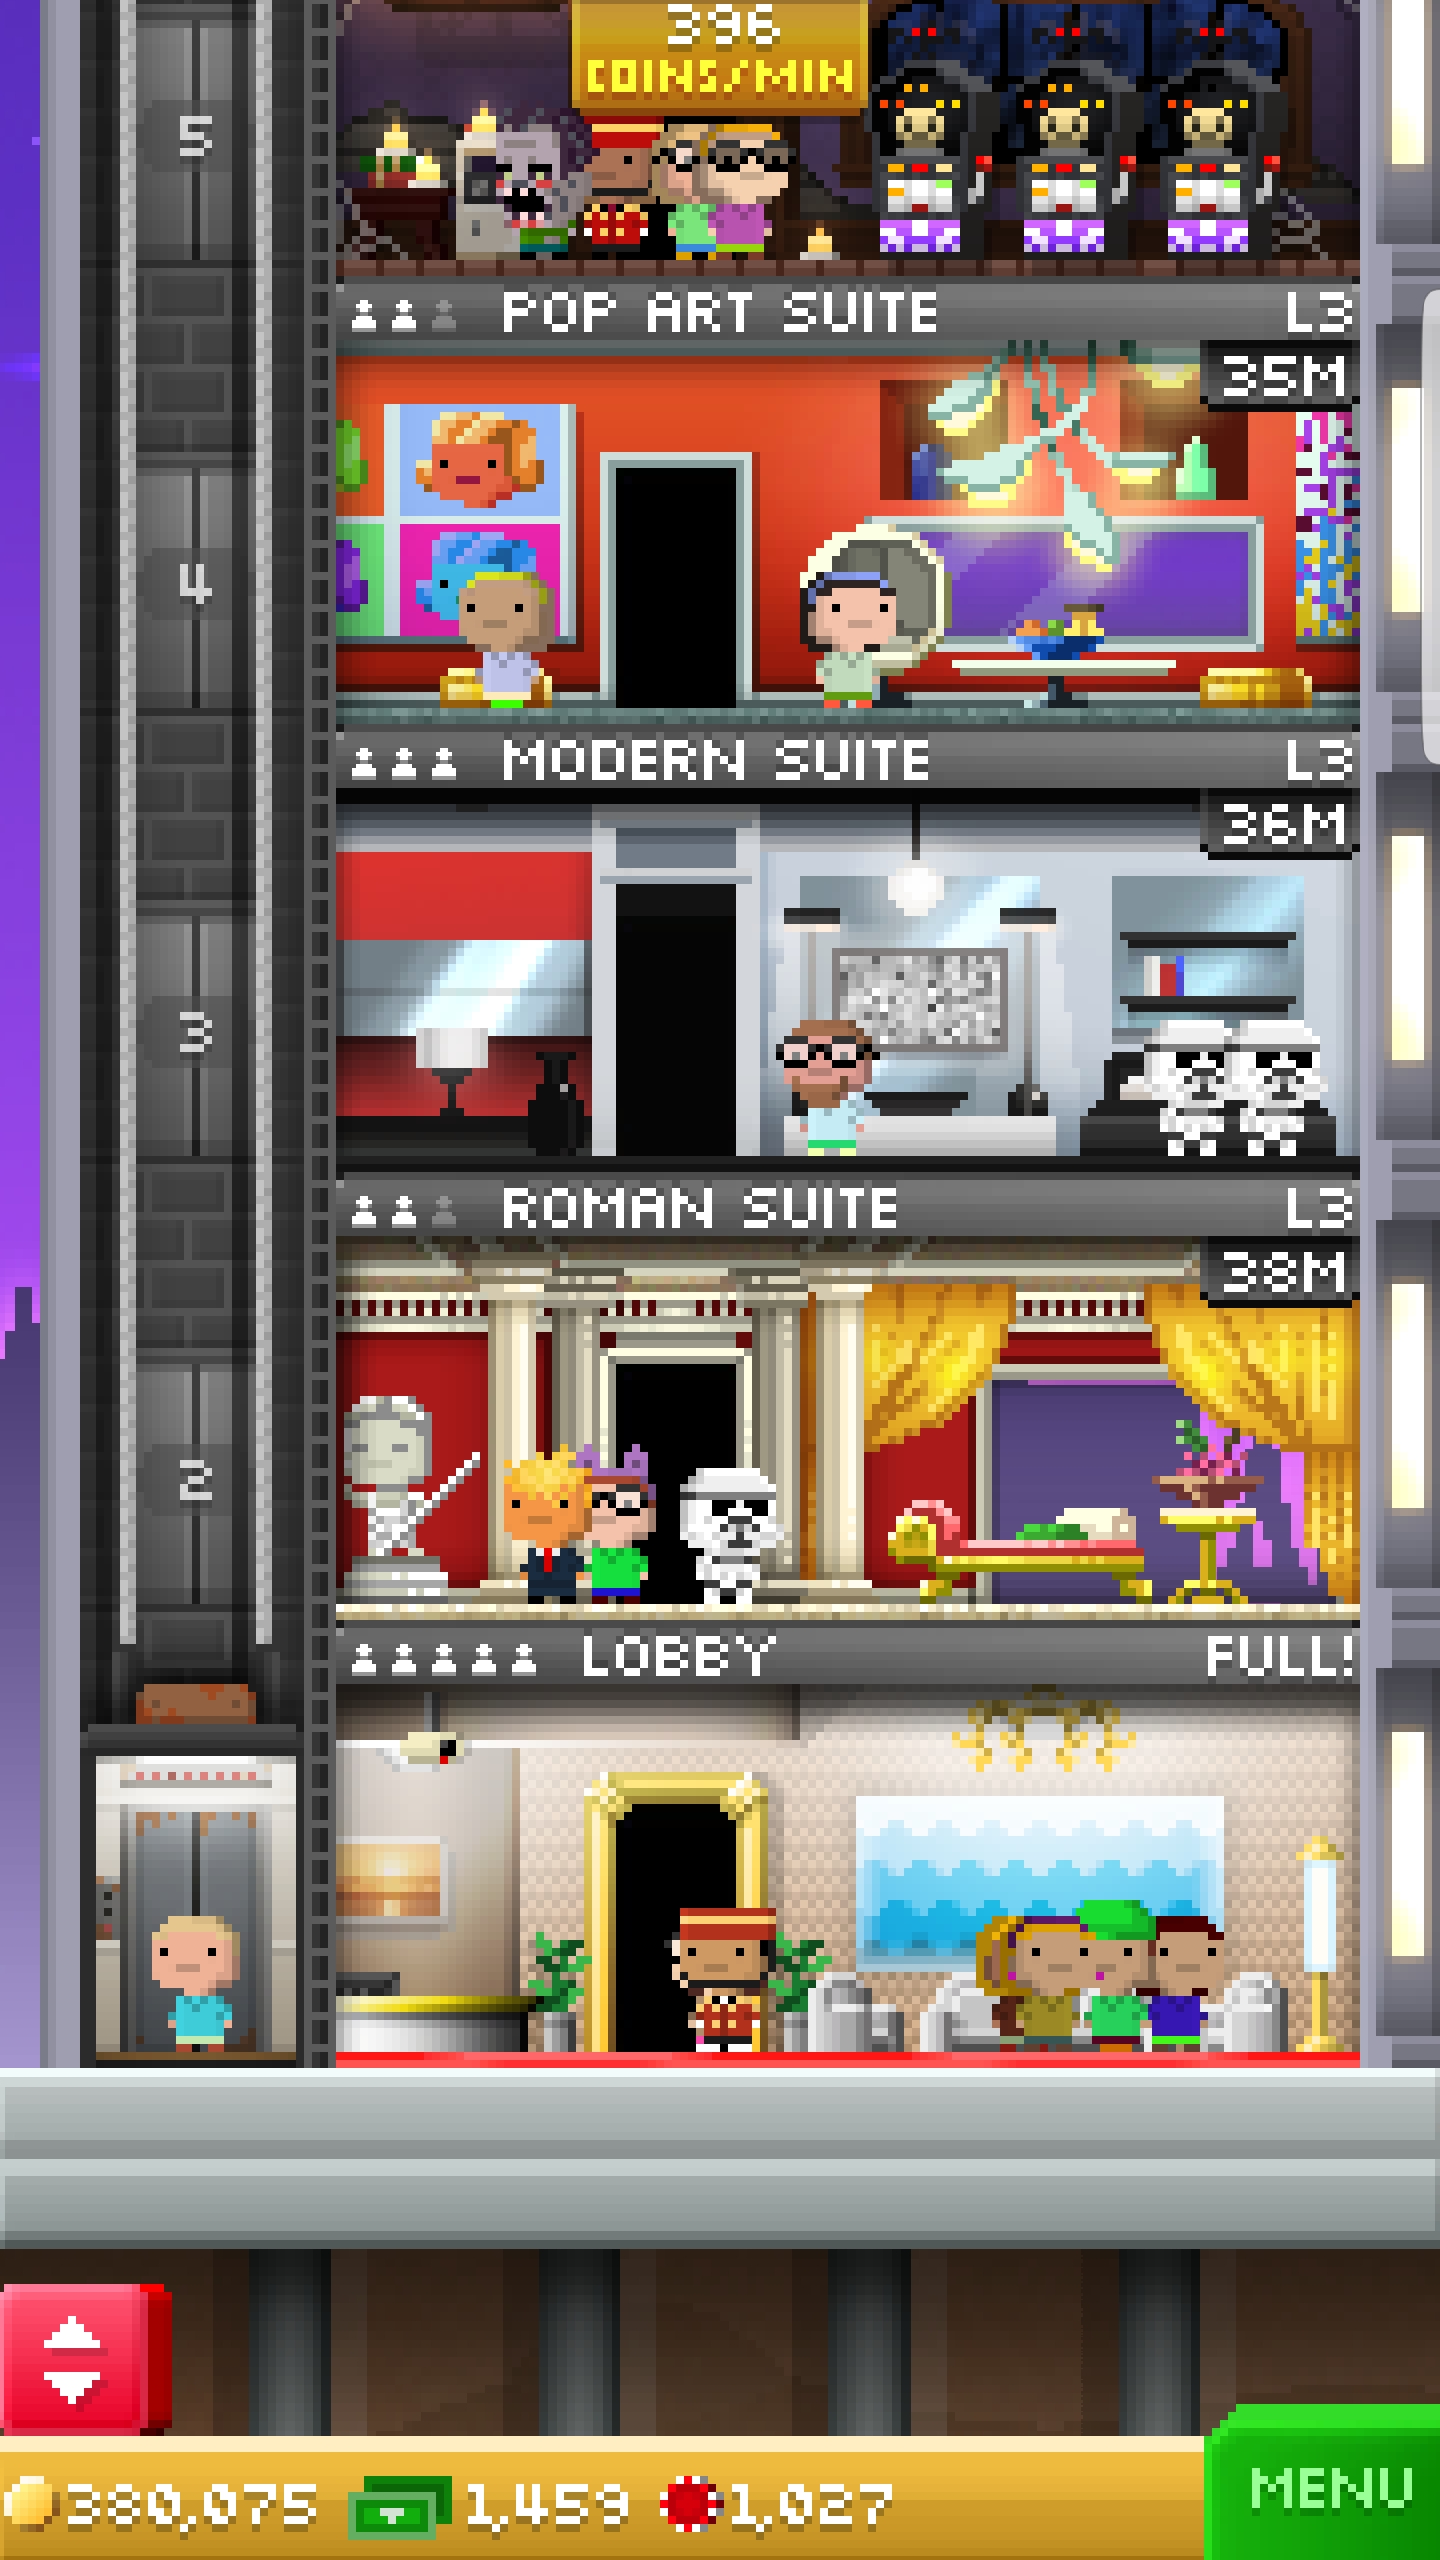 396
COINS/MIN
5
POP ART SUITE L3
35M
4
MODERN SUITE L3
36M
3
ROMAN SUITE L3
38M
2
LOBBY FULL!
380,075 1,459 1,027 MENU